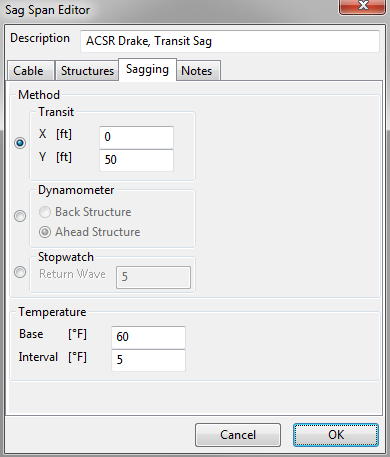 Sag Span Editor
Description ACSR Drake, Transit Sag
Cable Structures Sagging Notes
Method
Transit
X [ft] 0
Y [ft] 50
Dynamometer
Back Structure
Ahead Structure
Stopwatch
Return Wave 5
Temperature
Base [°F] 60
Interval [°F] 5
Cancel OK